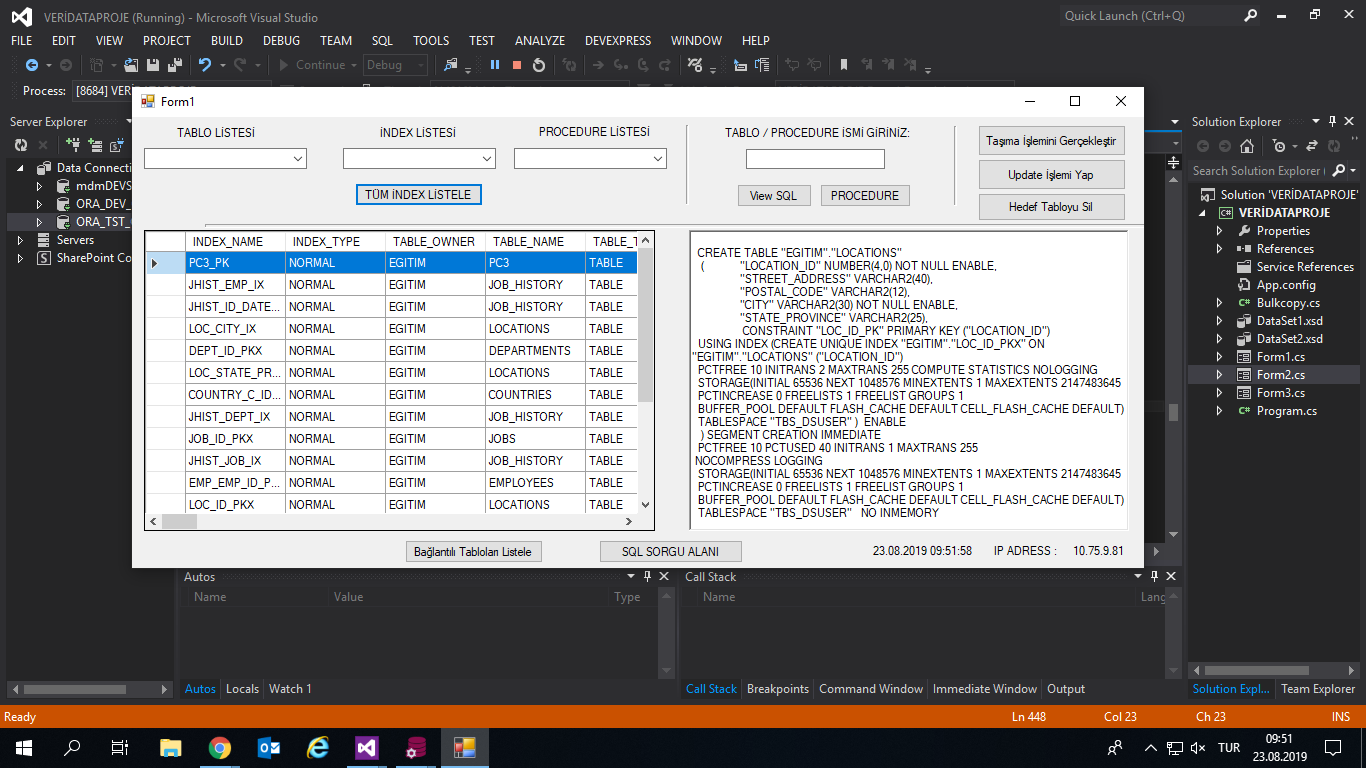 VERİDATAPROJE (Running) - Microsoft Visual Studio
Quick Launch (Ctrl+Q)
FILE EDIT VIEW PROJECT BUILD DEBUG TEAM SQL TOOLS TEST ANALYZE DEVEXPRESS WINDOW HELP
Continue Debug
Process: [8684] VERİDATAPROJE
Form1
Server Explorer
Data Connecti
mdmDEVS
ORA_DEV_
ORA_TST_
Servers
SharePoint Co
TABLO LİSTESİ İNDEX LİSTESİ PROCEDURE LİSTESİ TABLO / PROCEDURE İSMİ GİRİNİZ:
TÜM İNDEX LİSTELE
View SQL PROCEDURE
Taşıma İşlemini Gerçekleştir
Update İşlemi Yap
Hedef Tabloyu Sil
INDEX_NAME INDEX_TYPE TABLE_OWNER TABLE_NAME TABLE_T
PC3_PK NORMAL EGITIM PC3 TABLE
JHIST_EMP_IX NORMAL EGITIM JOB_HISTORY TABLE
JHIST_ID_DATE... NORMAL EGITIM JOB_HISTORY TABLE
LOC_CITY_IX NORMAL EGITIM LOCATIONS TABLE
DEPT_ID_PKX NORMAL EGITIM DEPARTMENTS TABLE
LOC_STATE_PR... NORMAL EGITIM LOCATIONS TABLE
COUNTRY_C_ID... NORMAL EGITIM COUNTRIES TABLE
JHIST_DEPT_IX NORMAL EGITIM JOB_HISTORY TABLE
JOB_ID_PKX NORMAL EGITIM JOBS TABLE
JHIST_JOB_IX NORMAL EGITIM JOB_HISTORY TABLE
EMP_EMP_ID_P... NORMAL EGITIM EMPLOYEES TABLE
LOC_ID_PKX NORMAL EGITIM LOCATIONS TABLE
CREATE TABLE "EGITIM"."LOCATIONS"
( "LOCATION_ID" NUMBER(4,0) NOT NULL ENABLE,
"STREET_ADDRESS" VARCHAR2(40),
"POSTAL_CODE" VARCHAR2(12),
"CITY" VARCHAR2(30) NOT NULL ENABLE,
"STATE_PROVINCE" VARCHAR2(25),
CONSTRAINT "LOC_ID_PK" PRIMARY KEY ("LOCATION_ID")
USING INDEX (CREATE UNIQUE INDEX "EGITIM"."LOC_ID_PKX" ON
"EGITIM"."LOCATIONS" ("LOCATION_ID")
PCTFREE 10 INITRANS 2 MAXTRANS 255 COMPUTE STATISTICS NOLOGGING
STORAGE(INITIAL 65536 NEXT 1048576 MINEXTENTS 1 MAXEXTENTS 2147483645
PCTINCREASE 0 FREELISTS 1 FREELIST GROUPS 1
BUFFER_POOL DEFAULT FLASH_CACHE DEFAULT CELL_FLASH_CACHE DEFAULT)
TABLESPACE "TBS_DSUSER" ) ENABLE
) SEGMENT CREATION IMMEDIATE
PCTFREE 10 PCTUSED 40 INITRANS 1 MAXTRANS 255
NOCOMPRESS LOGGING
STORAGE(INITIAL 65536 NEXT 1048576 MINEXTENTS 1 MAXEXTENTS 2147483645
PCTINCREASE 0 FREELISTS 1 FREELIST GROUPS 1
BUFFER_POOL DEFAULT FLASH_CACHE DEFAULT CELL_FLASH_CACHE DEFAULT)
TABLESPACE "TBS_DSUSER" NO INMEMORY
Bağlantılı Tabloları Listele SQL SORGU ALANI 23.08.2019 09:51:58 IP ADRESS : 10.75.9.81
Solution Explorer
Search Solution Explorer (
Solution 'VERİDATAPROJE'
VERİDATAPROJE
Properties
References
Service References
App.config
Bulkcopy.cs
DataSet1.xsd
DataSet2.xsd
Form1.cs
Form2.cs
Form3.cs
Program.cs
Autos
Name Value Type
Call Stack
Name Lang
Autos Locals Watch 1
Call Stack Breakpoints Command Window Immediate Window Output
Solution Expl... Team Explorer
Ready Ln 448 Col 23 Ch 23 INS
TUR 09:51
23.08.2019